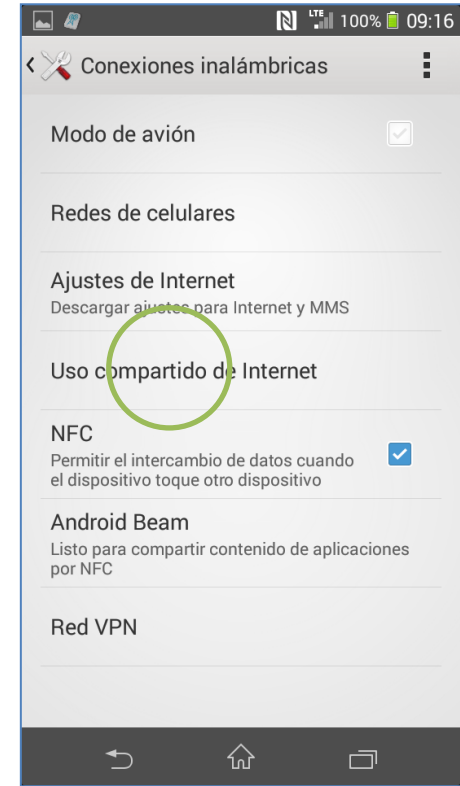 LTE 100% 09:16
Conexiones inalámbricas
Modo de avión
Redes de celulares
Ajustes de Internet
Descargar ajustes para Internet y MMS
Uso compartido de Internet
NFC
Permitir el intercambio de datos cuando
el dispositivo toque otro dispositivo
Android Beam
Listo para compartir contenido de aplicaciones
por NFC
Red VPN